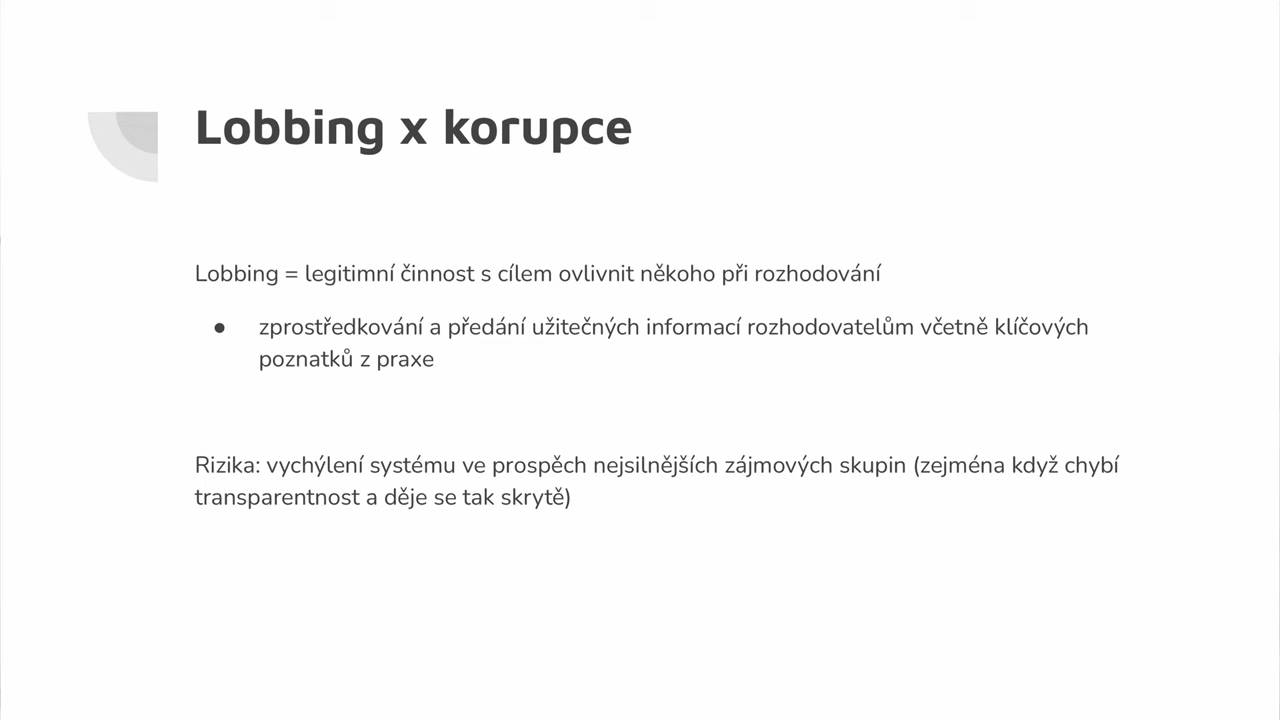 Lobbing x korupce
Lobbing = legitimní činnost s cílem ovlivnit někoho při rozhodování
● zprostředkování a předání užitečných informací rozhodovatelům včetně klíčových
poznatků z praxe
Rizika: vychýlení systému ve prospěch nejsilnějších zájmových skupin (zejména když chybí
transparentnost a děje se tak skrytě)